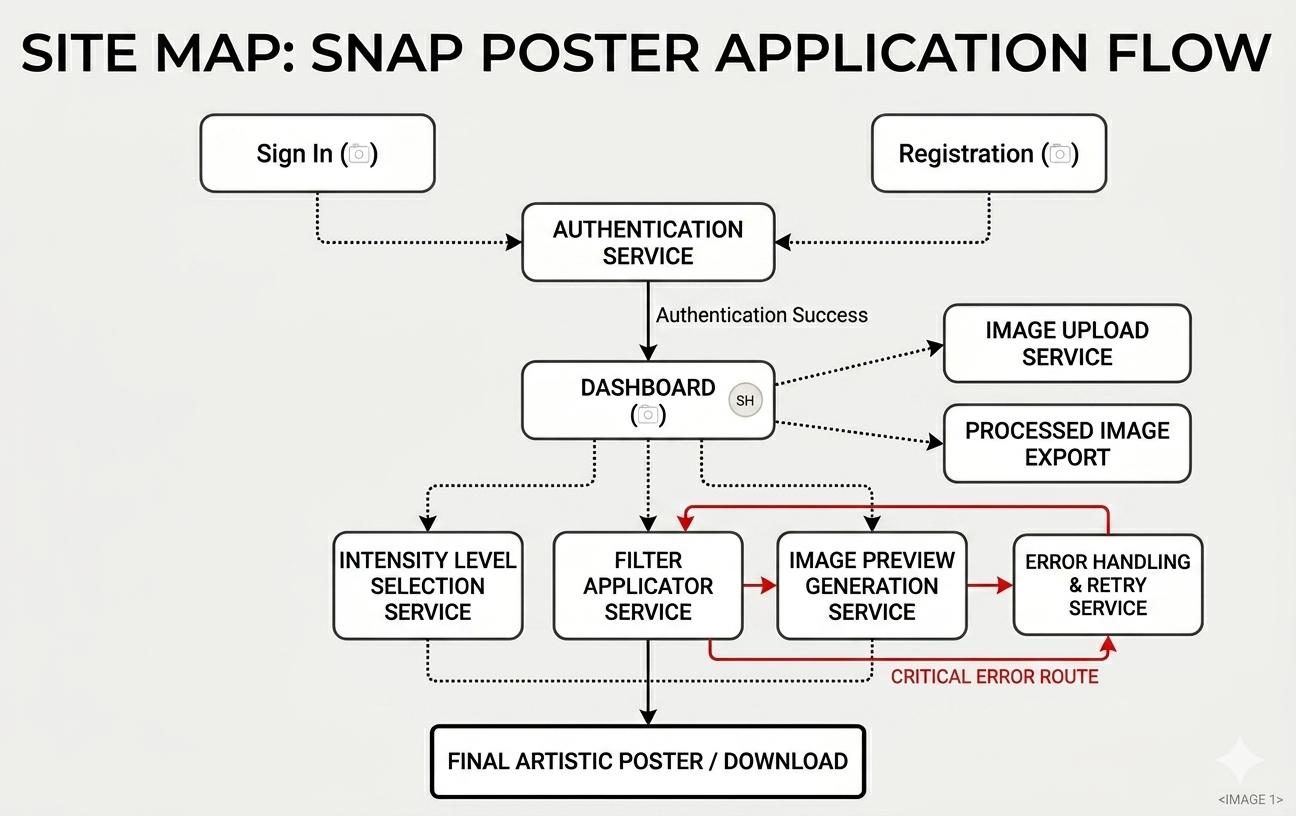 SITE MAP: SNAP POSTER APPLICATION FLOW
Sign In ()
Registration ()
AUTHENTICATION
SERVICE
Authentication Success
IMAGE UPLOAD
SERVICE
DASHBOARD
()
SH
PROCESSED IMAGE
EXPORT
INTENSITY LEVEL
SELECTION
SERVICE
FILTER
APPLICATOR
SERVICE
IMAGE PREVIEW
GENERATION
SERVICE
ERROR HANDLING
& RETRY
SERVICE
CRITICAL ERROR ROUTE
FINAL ARTISTIC POSTER / DOWNLOAD
<IMAGE 1>